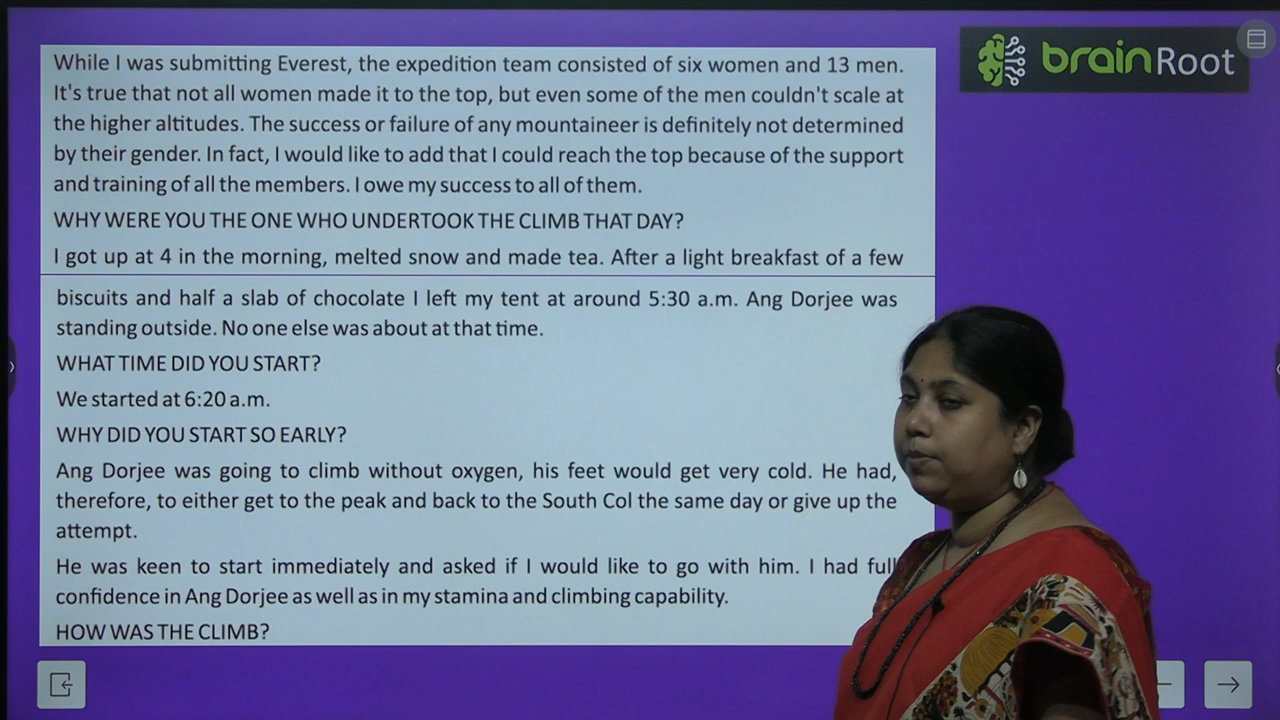 brainRoot
While I was submitting Everest, the expedition team consisted of six women and 13 men.
It's true that not all women made it to the top, but even some of the men couldn't scale at
the higher altitudes. The success or failure of any mountaineer is definitely not determined
by their gender. In fact, I would like to add that I could reach the top because of the support
and training of all the members. I owe my success to all of them.
WHY WERE YOU THE ONE WHO UNDERTOOK THE CLIMB THAT DAY?
I got up at 4 in the morning, melted snow and made tea. After a light breakfast of a few
biscuits and half a slab of chocolate I left my tent at around 5:30 a.m. Ang Dorjee was
standing outside. No one else was about at that time.
WHAT TIME DID YOU START?
We started at 6:20 a.m.
WHY DID YOU START SO EARLY?
Ang Dorjee was going to climb without oxygen, his feet would get very cold. He had,
therefore, to either get to the peak and back to the South Col the same day or give up the
attempt.
He was keen to start immediately and asked if I would like to go with him. I had full
confidence in Ang Dorjee as well as in my stamina and climbing capability.
HOW WAS THE CLIMB?